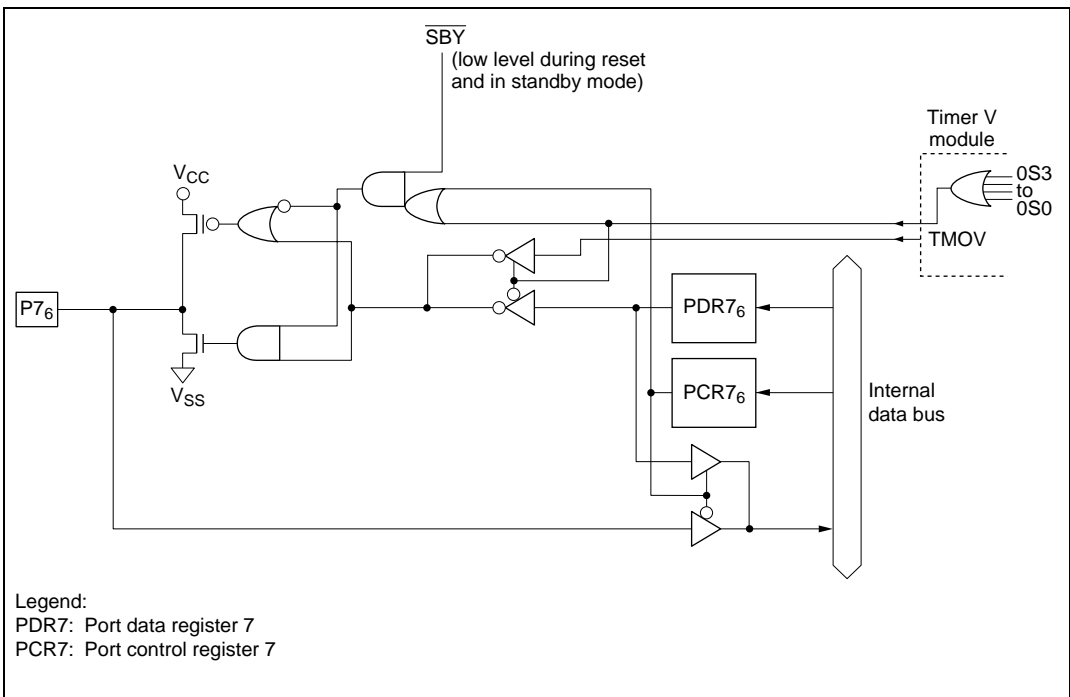 SBY
(low level during reset
and in standby mode)
Timer V
module
0S3
to
0S0
TMOV
VCC
P76
VSS
PDR76
PCR76
Internal
data bus
Legend:
PDR7: Port data register 7
PCR7: Port control register 7